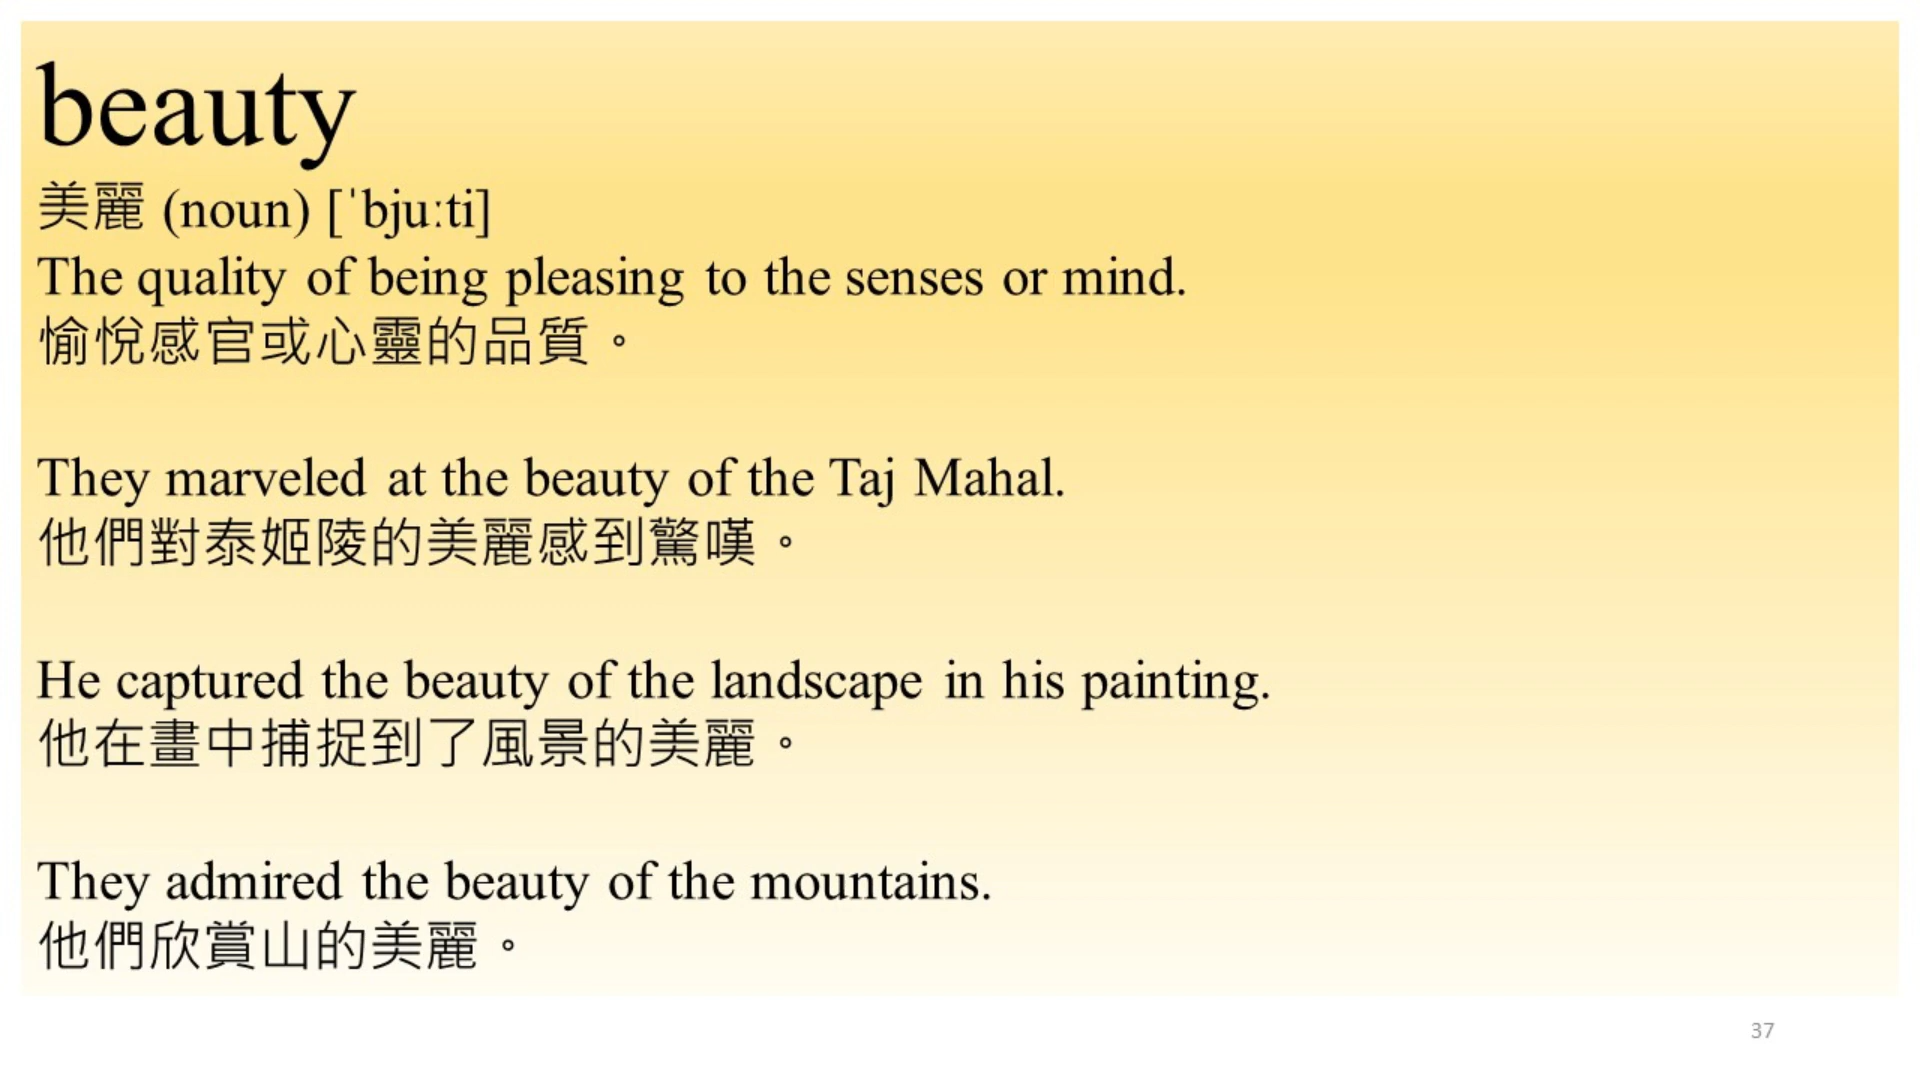 beauty
美麗 (noun) [ˈbjuːti]
The quality of being pleasing to the senses or mind.
愉悅感官或心靈的品質。
They marveled at the beauty of the Taj Mahal.
他們對泰姬陵的美麗感到驚嘆。
He captured the beauty of the landscape in his painting.
他在畫中捕捉到了風景的美麗。
They admired the beauty of the mountains.
他們欣賞山的美麗。
37